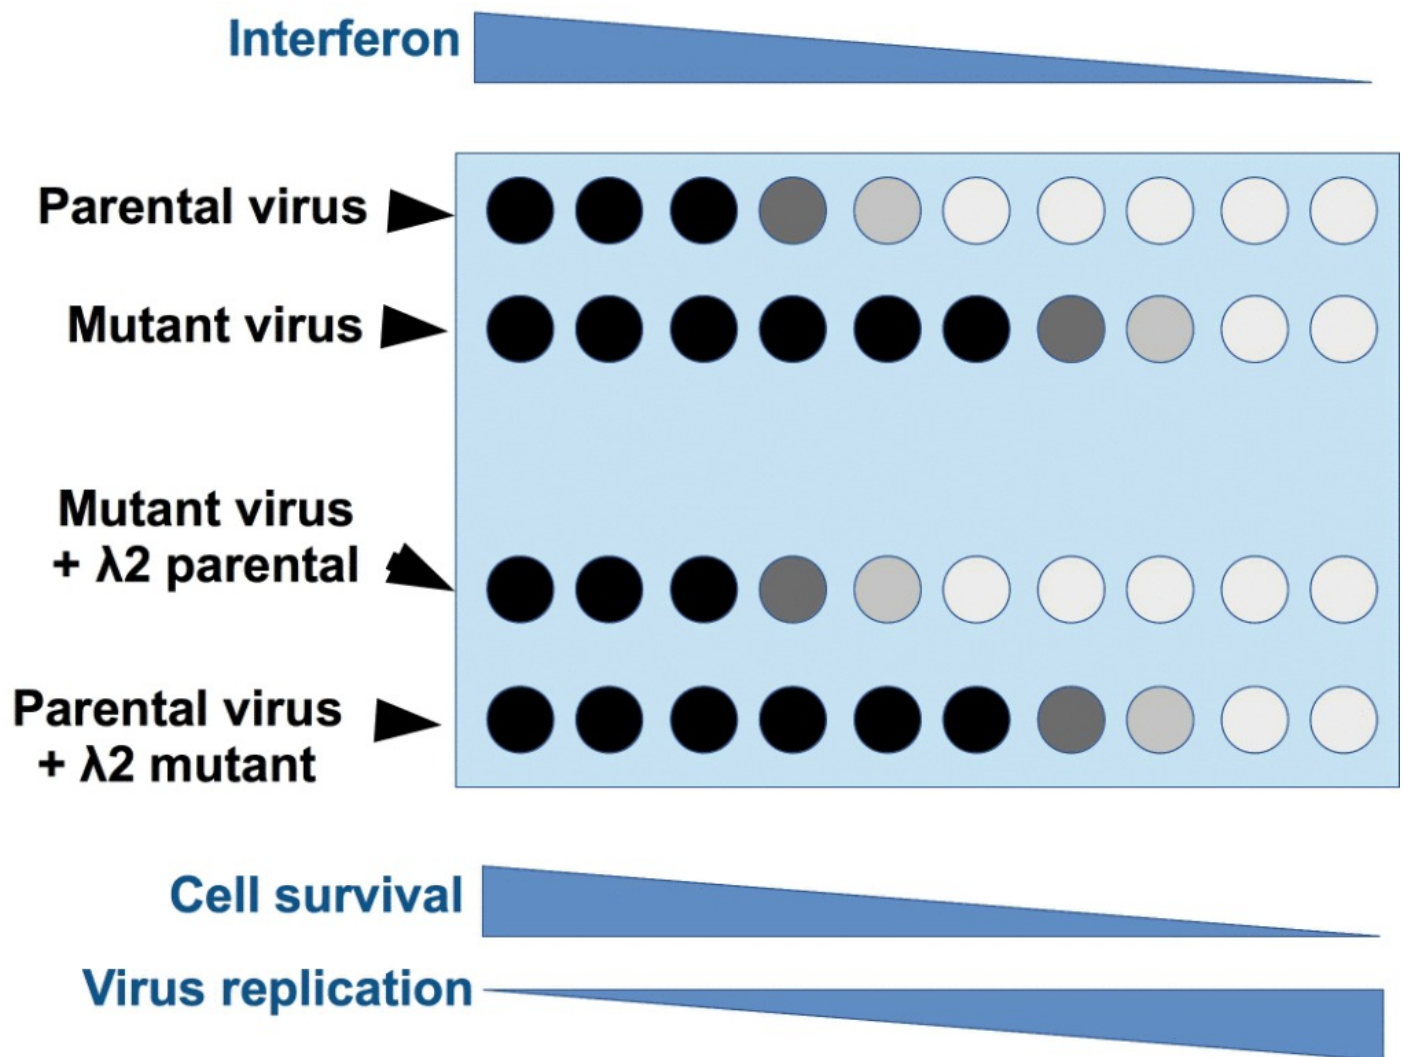 Interferon
Parental virus
Mutant virus
Mutant virus
+ λ2 parental
Parental virus
+ λ2 mutant
Cell survival
Virus replication